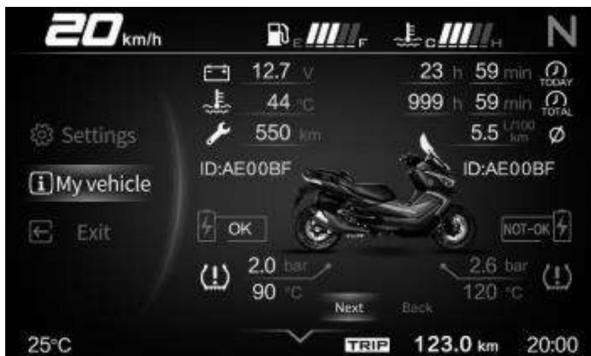 20 km/h E F C H N
12.7 V 23 h 59 min TODAY
44 °C 999 h 59 min TOTAL
Settings
550 km 5.5 L/100 km Ø
ID:AE00BF ID:AE00BF
My vehicle
Exit
OK NOT-OK
2.0 bar 2.6 bar
90 °C 120 °C
Next Back
25°C TRIP 123.0 km 20:00